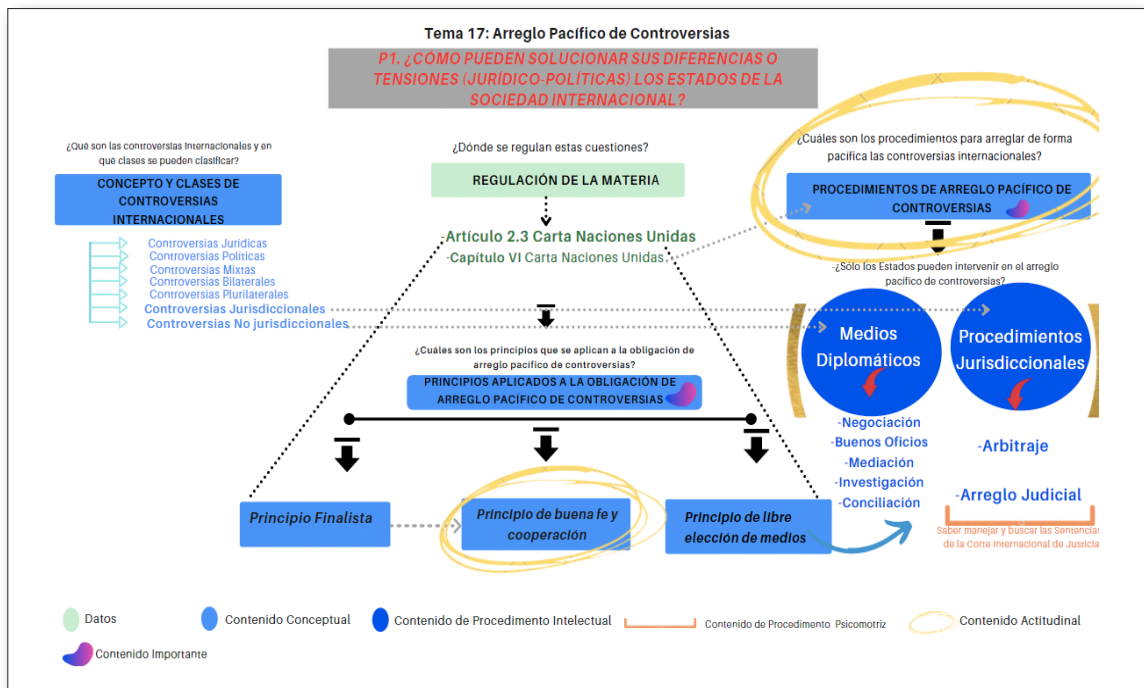 Tema 17: Arreglo Pacífico de Controversias
P1. ¿CÓMO PUEDEN SOLUCIONAR SUS DIFERENCIAS O
TENSIONES (JURÍDICO-POLÍTICAS) LOS ESTADOS DE LA
SOCIEDAD INTERNACIONAL?
¿Qué son las controversias internacionales y en
qué clases se pueden clasificar?
CONCEPTO Y CLASES DE
CONTROVERSIAS
INTERNACIONALES
Controversias Jurídicas
Controversias Políticas
Controversias Mixtas
Controversias Bilaterales
Controversias Plurilaterales
Controversias Jurisdiccionales
Controversias No jurisdiccionales
¿Dónde se regulan estas cuestiones?
REGULACIÓN DE LA MATERIA
-Artículo 2.3 Carta Naciones Unidas
-Capítulo VI Carta Naciones Unidas
¿Cuáles son los principios que se aplican a la obligación de
arreglo pacífico de controversias?
PRINCIPIOS APLICADOS A LA OBLIGACIÓN DE
ARREGLO PACÍFICO DE CONTROVERSIAS
Principio Finalista
Principio de buena fe y
cooperación
Principio de libre
elección de medios
¿Cuáles son los procedimientos para arreglar de forma
pacífica las controversias internacionales?
PROCEDIMIENTOS DE ARREGLO PACÍFICO DE
CONTROVERSIAS
-¿Sólo los Estados pueden intervenir en el arreglo
pacífico de controversias?
Medios
Diplomáticos
-Negociación
-Buenos Oficios
-Mediación
-Investigación
-Conciliación
Procedimientos
Jurisdiccionales
-Arbitraje
-Arreglo Judicial
Saber manejar y buscar las Sentencias
de la Corte Internacional de Justicia
Datos
Contenido Conceptual
Contenido de Procedimento Intelectual
Contenido de Procedimento Psicomotriz
Contenido Actitudinal
Contenido Importante